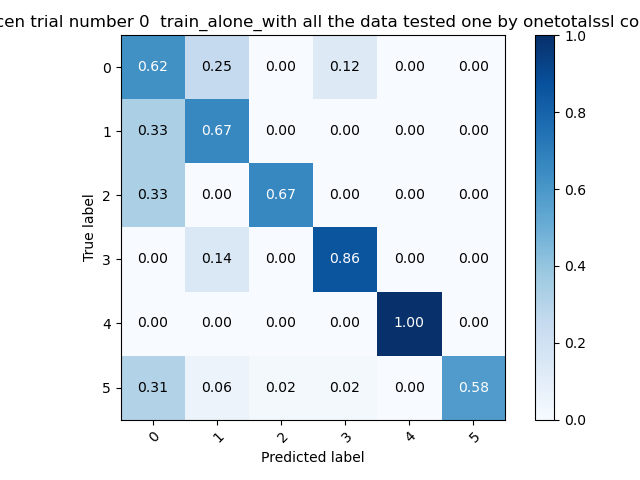 cen trial number 0  train_alone_with all the data tested one by onetotalssl co
0 0.62 0.25 0.00 0.12 0.00 0.00
1 0.33 0.67 0.00 0.00 0.00 0.00
2 0.33 0.00 0.67 0.00 0.00 0.00
3 0.00 0.14 0.00 0.86 0.00 0.00
4 0.00 0.00 0.00 0.00 1.00 0.00
5 0.31 0.06 0.02 0.02 0.00 0.58
0 1 2 3 4 5
True label
Predicted label
1.0
0.8
0.6
0.4
0.2
0.0